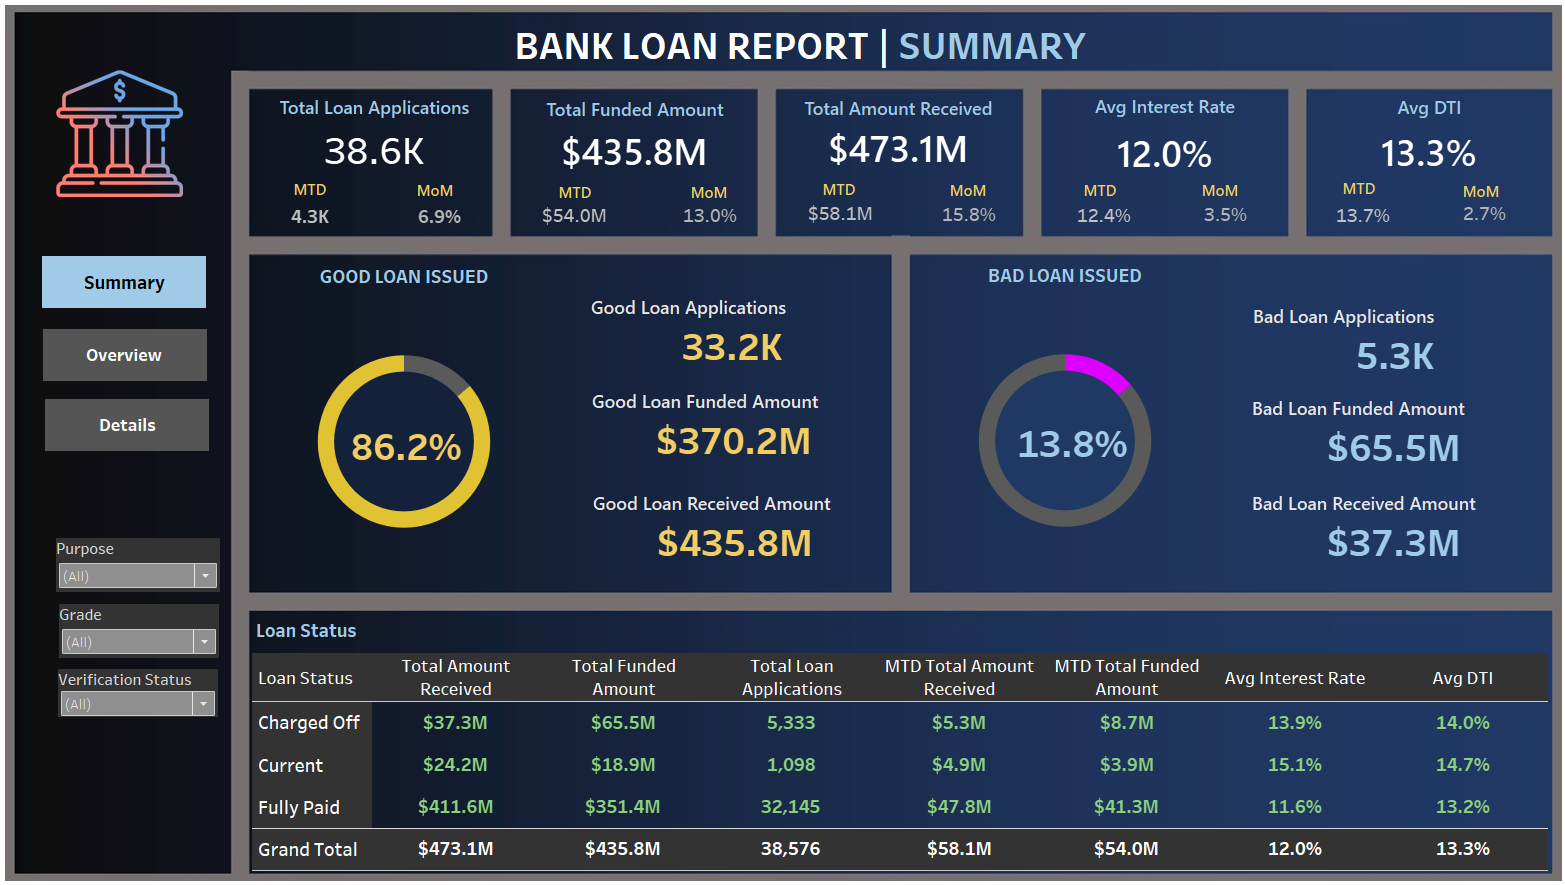 BANK LOAN REPORT | SUMMARY
$
Summary
Overview
Details
Purpose
(All)
Grade
(All)
Verification Status
(All)
Total Loan Applications
38.6K
MTD MoM
4.3K 6.9%
Total Funded Amount
$435.8M
MTD MoM
$54.0M 13.0%
Total Amount Received
$473.1M
MTD MoM
$58.1M 15.8%
Avg Interest Rate
12.0%
MTD MoM
12.4% 3.5%
Avg DTI
13.3%
MTD MoM
13.7% 2.7%
GOOD LOAN ISSUED
86.2%
Good Loan Applications
33.2K
Good Loan Funded Amount
$370.2M
Good Loan Received Amount
$435.8M
BAD LOAN ISSUED
13.8%
Bad Loan Applications
5.3K
Bad Loan Funded Amount
$65.5M
Bad Loan Received Amount
$37.3M
Loan Status
Loan Status Total Amount Received Total Funded Amount Total Loan Applications MTD Total Amount Received MTD Total Funded Amount Avg Interest Rate Avg DTI
Charged Off $37.3M $65.5M 5,333 $5.3M $8.7M 13.9% 14.0%
Current $24.2M $18.9M 1,098 $4.9M $3.9M 15.1% 14.7%
Fully Paid $411.6M $351.4M 32,145 $47.8M $41.3M 11.6% 13.2%
Grand Total $473.1M $435.8M 38,576 $58.1M $54.0M 12.0% 13.3%